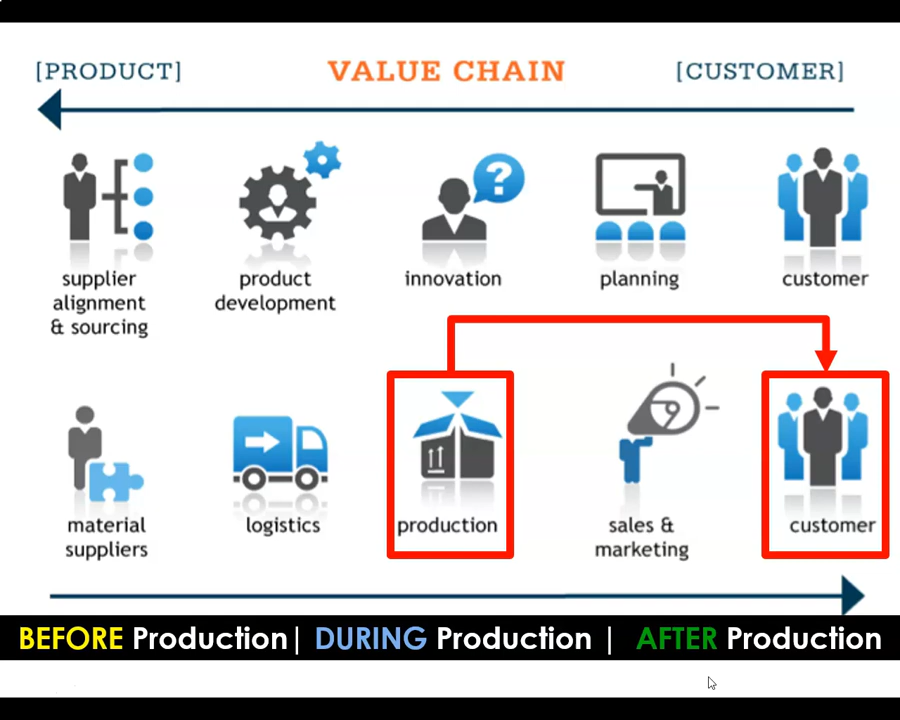 [PRODUCT] VALUE CHAIN [CUSTOMER]
?
supplier
alignment
& sourcing
product
development
innovation
planning
customer
material
suppliers
logistics
production
sales &
marketing
customer
BEFORE Production| DURING Production | AFTER Production